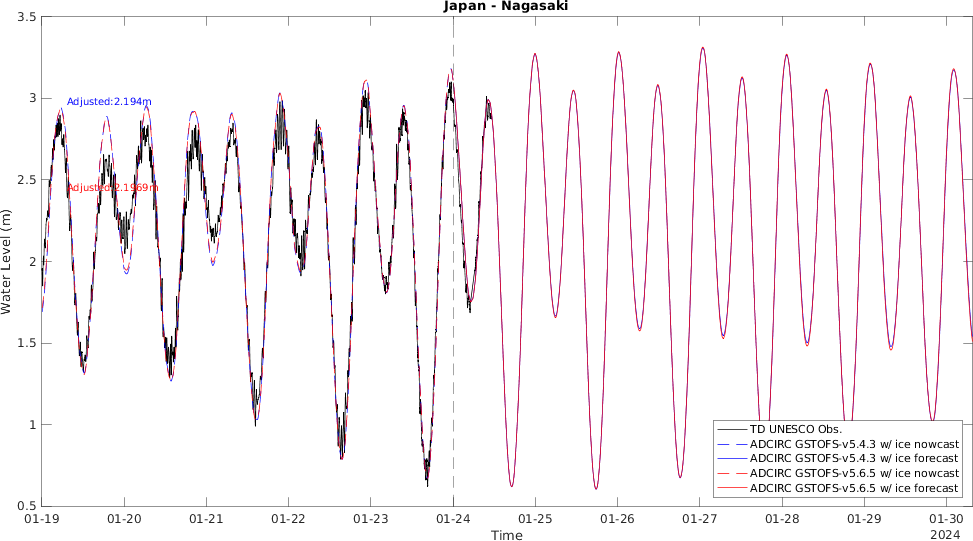 Japan - Nagasaki
3.5
3
2.5
2
1.5
1
0.5
Water Level (m)
Adjusted:2.194m
Adjusted:2.1969m
TD UNESCO Obs.
ADCIRC GSTOFS-v5.4.3 w/ ice nowcast
ADCIRC GSTOFS-v5.4.3 w/ ice forecast
ADCIRC GSTOFS-v5.6.5 w/ ice nowcast
ADCIRC GSTOFS-v5.6.5 w/ ice forecast
01-19 01-20 01-21 01-22 01-23 01-24 01-25 01-26 01-27 01-28 01-29 01-30
2024
Time